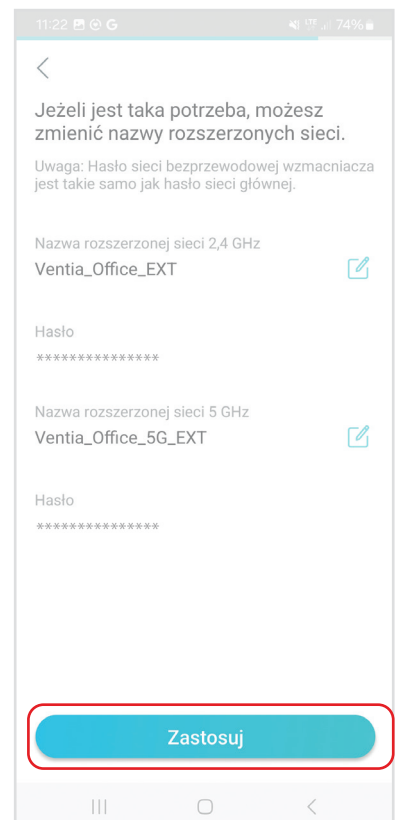 11:22 G 74%
Jeżeli jest taka potrzeba, możesz
zmienić nazwy rozszerzonych sieci.
Uwaga: Hasło sieci bezprzewodowej wzmacniacza
jest takie samo jak hasło sieci głównej.
Nazwa rozszerzonej sieci 2,4 GHz
Ventia_Office_EXT
Hasło
***************
Nazwa rozszerzonej sieci 5 GHz
Ventia_Office_5G_EXT
Hasło
***************
Zastosuj